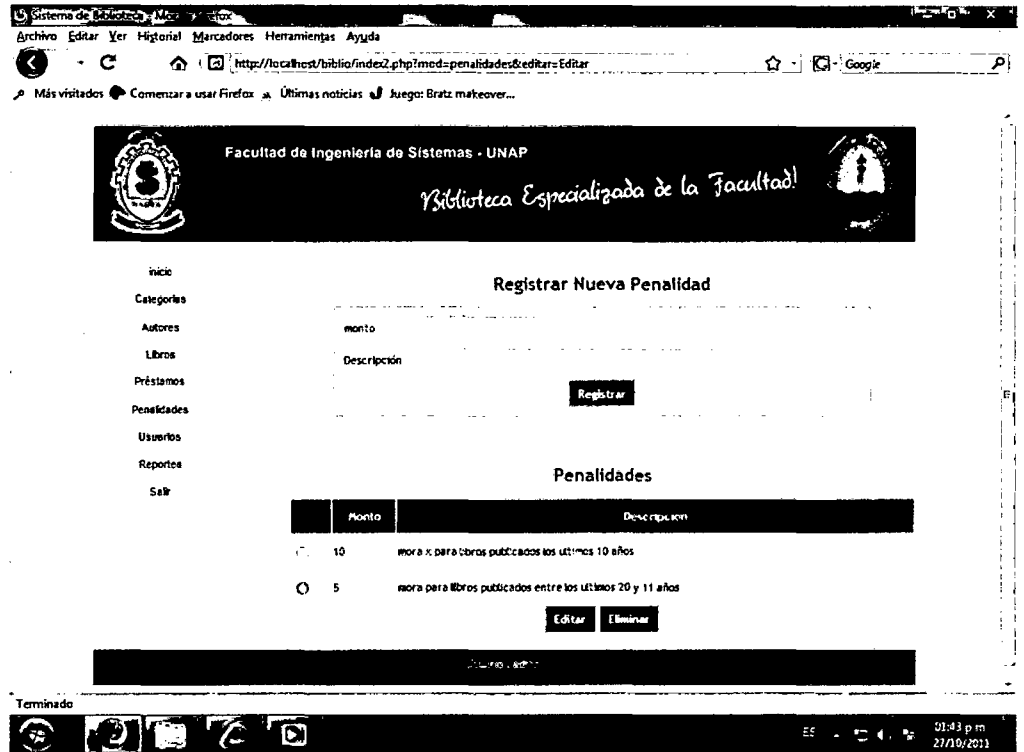 Sistema de Biblioteca - Mozilla Firefox
Archivo Editar Ver Historial Marcadores Herramientas Ayuda
http://localhost/biblio/index2.php?mod=penalidades&editar=Editar
Google
Más visitados Comenzar a usar Firefox Últimas noticias Juego: Bratz makeover...
Facultad de Ingeniería de Sistemas - UNAP
Biblioteca Especializada de la Facultad!
inicio
Categorias
Autores
Libros
Préstamos
Penalidades
Usuarios
Reportes
Salir
Registrar Nueva Penalidad
monto
Descripción
Registrar
Penalidades
Monto Descripcion
10 mora x para libros publicados los ultimos 10 años
5 mora para libros publicados entre los ultimos 20 y 11 años
Editar Eliminar
Terminado
ES
01:43 p m
27/10/2011